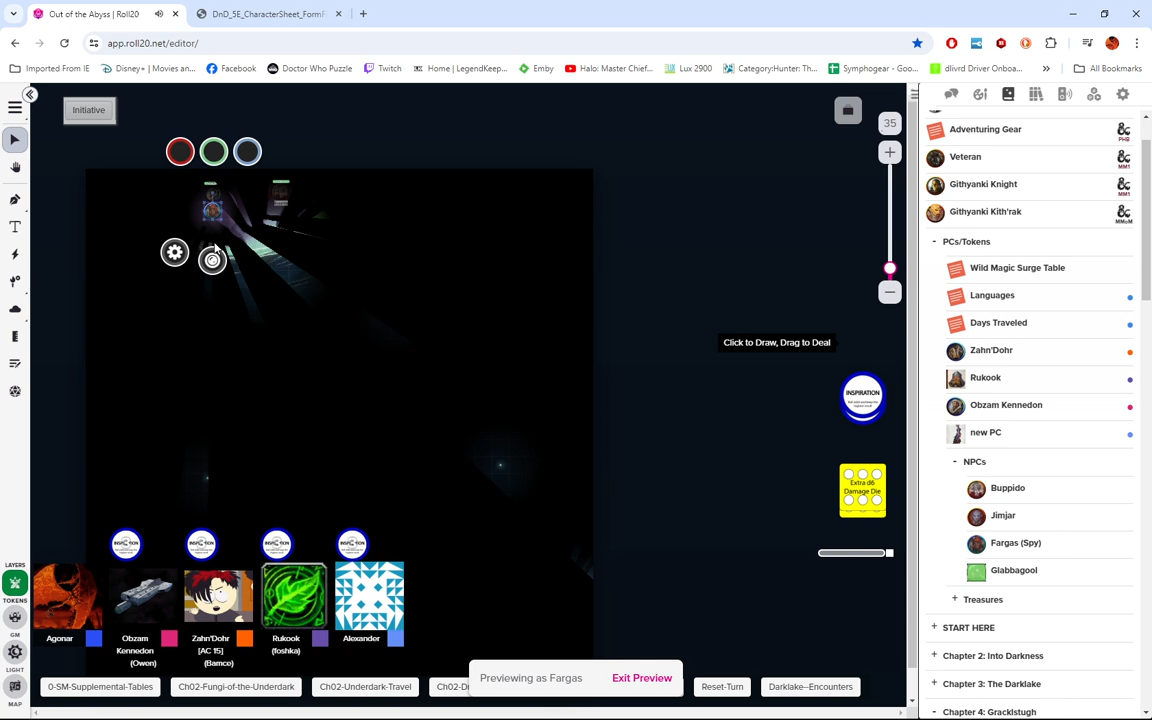 Out of the Abyss | Roll20
DnD_5E_CharacterSheet_FormF
app.roll20.net/editor/
Imported From IE
Disney+ | Movies an...
Facebook
Doctor Who Puzzle
Twitch
Home | LegendKeep...
Emby
Halo: Master Chief...
Lux 2900
Category:Hunter: Th...
Symphogear - Goo...
dlivrd Driver Onboa...
All Bookmarks
Initiative
35
Click to Draw, Drag to Deal
INSPIRATION
Extra d6
Damage Die
Adventuring Gear
PHB
Veteran
MM1
Githyanki Knight
MM1
Githyanki Kith'rak
MMoM
PCs/Tokens
Wild Magic Surge Table
Languages
Days Traveled
Zahn'Dohr
Rukook
Obzam Kennedon
new PC
NPCs
Buppido
Jimjar
Fargas (Spy)
Glabbagool
Treasures
START HERE
Chapter 2: Into Darkness
Chapter 3: The Darklake
Chapter 4: Gracklstugh
LAYERS
TOKENS
GM
LIGHT
MAP
Agonar
Obzam
Kennedon
(Owen)
Zahn'Dohr
[AC 15]
(Bamce)
Rukook
(foshka)
Alexander
0-SM-Supplemental-Tables
Ch02-Fungi-of-the-Underdark
Ch02-Underdark-Travel
Previewing as Fargas
Exit Preview
Reset-Turn
Darklake--Encounters